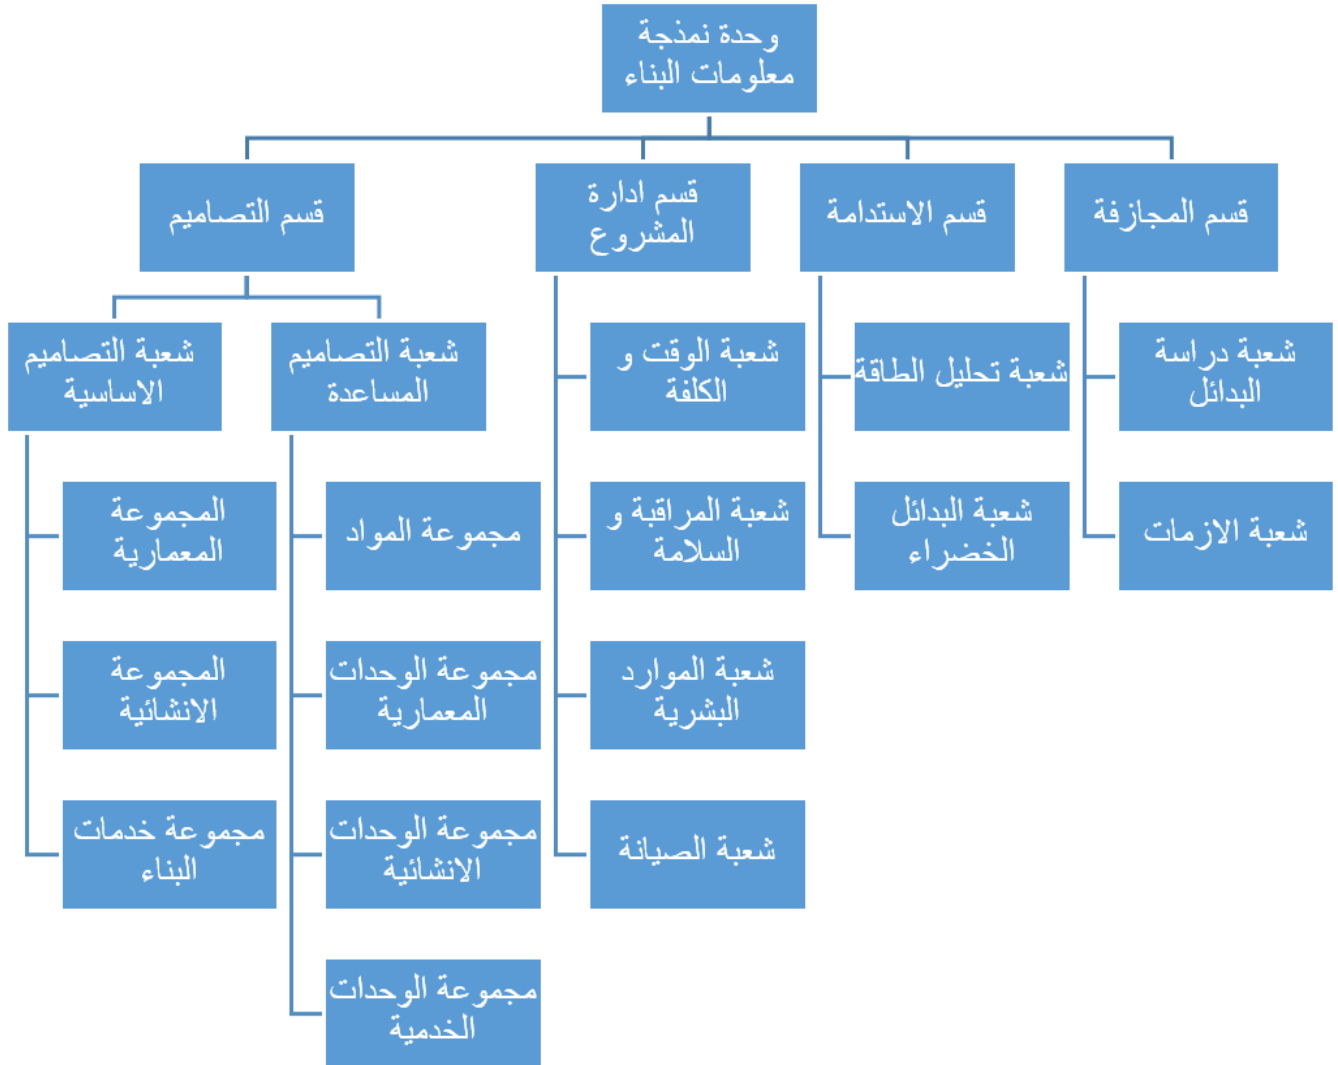 وحدة نمذجة
معلومات البناء
قسم المجازفة
قسم الاستدامة
قسم ادارة
المشروع
قسم التصاميم
شعبة دراسة
البدائل
شعبة الازمات
شعبة تحليل الطاقة
شعبة البدائل
الخضراء
شعبة الوقت و
الكلفة
شعبة المراقبة و
السلامة
شعبة الموارد
البشرية
شعبة الصيانة
شعبة التصاميم
المساعدة
مجموعة المواد
مجموعة الوحدات
المعمارية
مجموعة الوحدات
الانشائية
مجموعة الوحدات
الخدمية
شعبة التصاميم
الاساسية
المجموعة
المعمارية
المجموعة
الانشائية
مجموعة خدمات
البناء